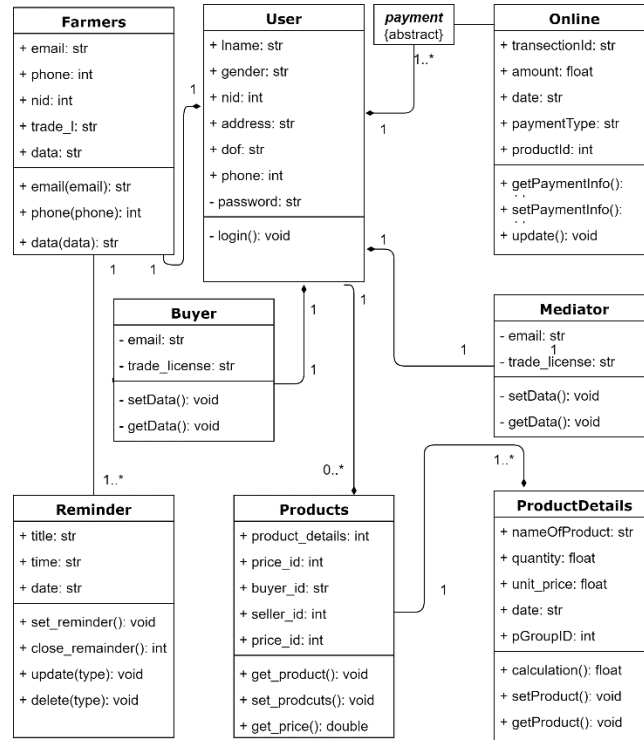 Farmers
+ email: str
+ phone: int
+ nid: int
+ trade_l: str
+ data: str
+ email(email): str
+ phone(phone): int
+ data(data): str
User
+ lname: str
+ gender: str
+ nid: int
+ address: str
+ dof: str
+ phone: int
- password: str
- login(): void
payment
{abstract}
Online
+ transectionId: str
+ amount: float
+ date: str
+ paymentType: str
+ productId: int
+ getPaymentInfo():
+ setPaymentInfo():
+ update(): void
1..*
1
1
1
1
1
1
1
1
1
1
Buyer
- email: str
- trade_license: str
- setData(): void
- getData(): void
Mediator
- email: str
1
- trade_license: str
- setData(): void
- getData(): void
1..*
0..*
1..*
1
Reminder
+ title: str
+ time: str
+ date: str
+ set_reminder(): void
+ close_remainder(): int
+ update(type): void
+ delete(type): void
Products
+ product_details: int
+ price_id: int
+ buyer_id: str
+ seller_id: int
+ price_id: int
+ get_product(): void
+ set_prodcuts(): void
+ get_price(): double
ProductDetails
+ nameOfProduct: str
+ quantity: float
+ unit_price: float
+ date: str
+ pGroupID: int
+ calculation(): float
+ setProduct(): void
+ getProduct(): void